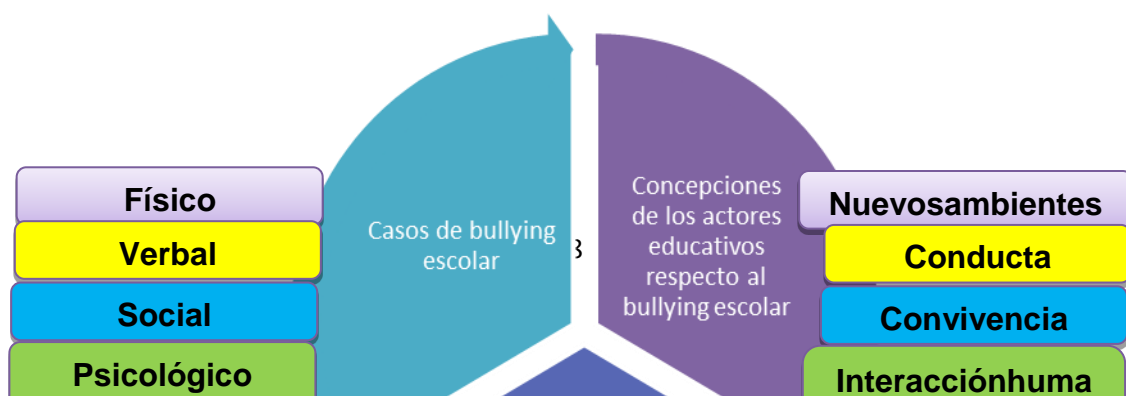 Físico
Verbal
Social
Psicológico
Casos de bullying
escolar
Concepciones
de los actores
educativos
respecto al
bullying escolar
Nuevosambientes
Conducta
Convivencia
Interacciónhuma